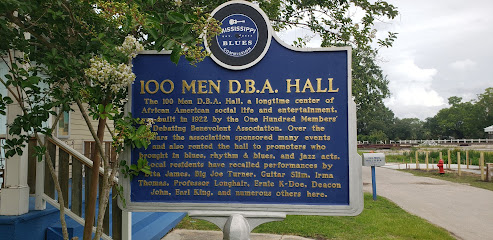 MISSISSIPPI
BLUES
COMMISSION
100 MEN D.B.A. HALL
The 100 Men D.B.A. Hall, a longtime center of
African American social life and entertainment,
built in 1922 by the One Hundred Members'
Debating Benevolent Association. Over the
years the association sponsored many events
and also rented the hall to promoters who
brought in blues, rhythm & blues, and jazz acts.
Local residents have recalled performances by
Etta James, Big Joe Turner, Guitar Slim, Irma
Thomas, Professor Longhair, Ernie K-Doe, Deacon
John, Earl King, and numerous others here.